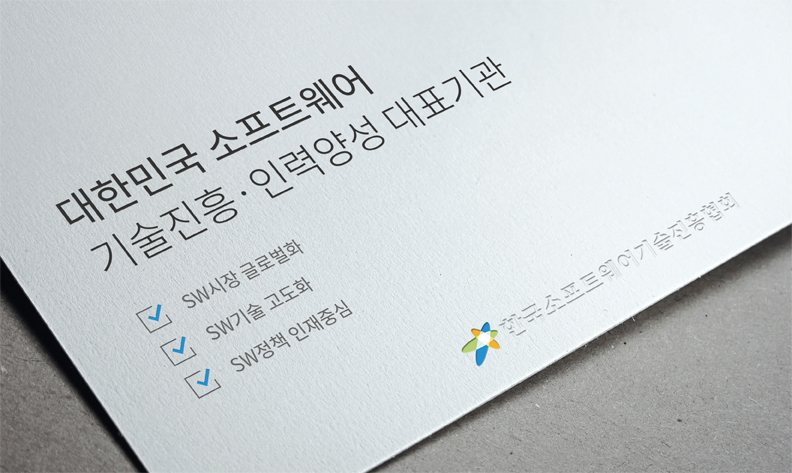 대한민국 소프트웨어
기술진흥·인력양성 대표기관
SW시장 글로벌화
SW기술 고도화
SW정책 인재중심
한국소프트웨어기술진흥협회